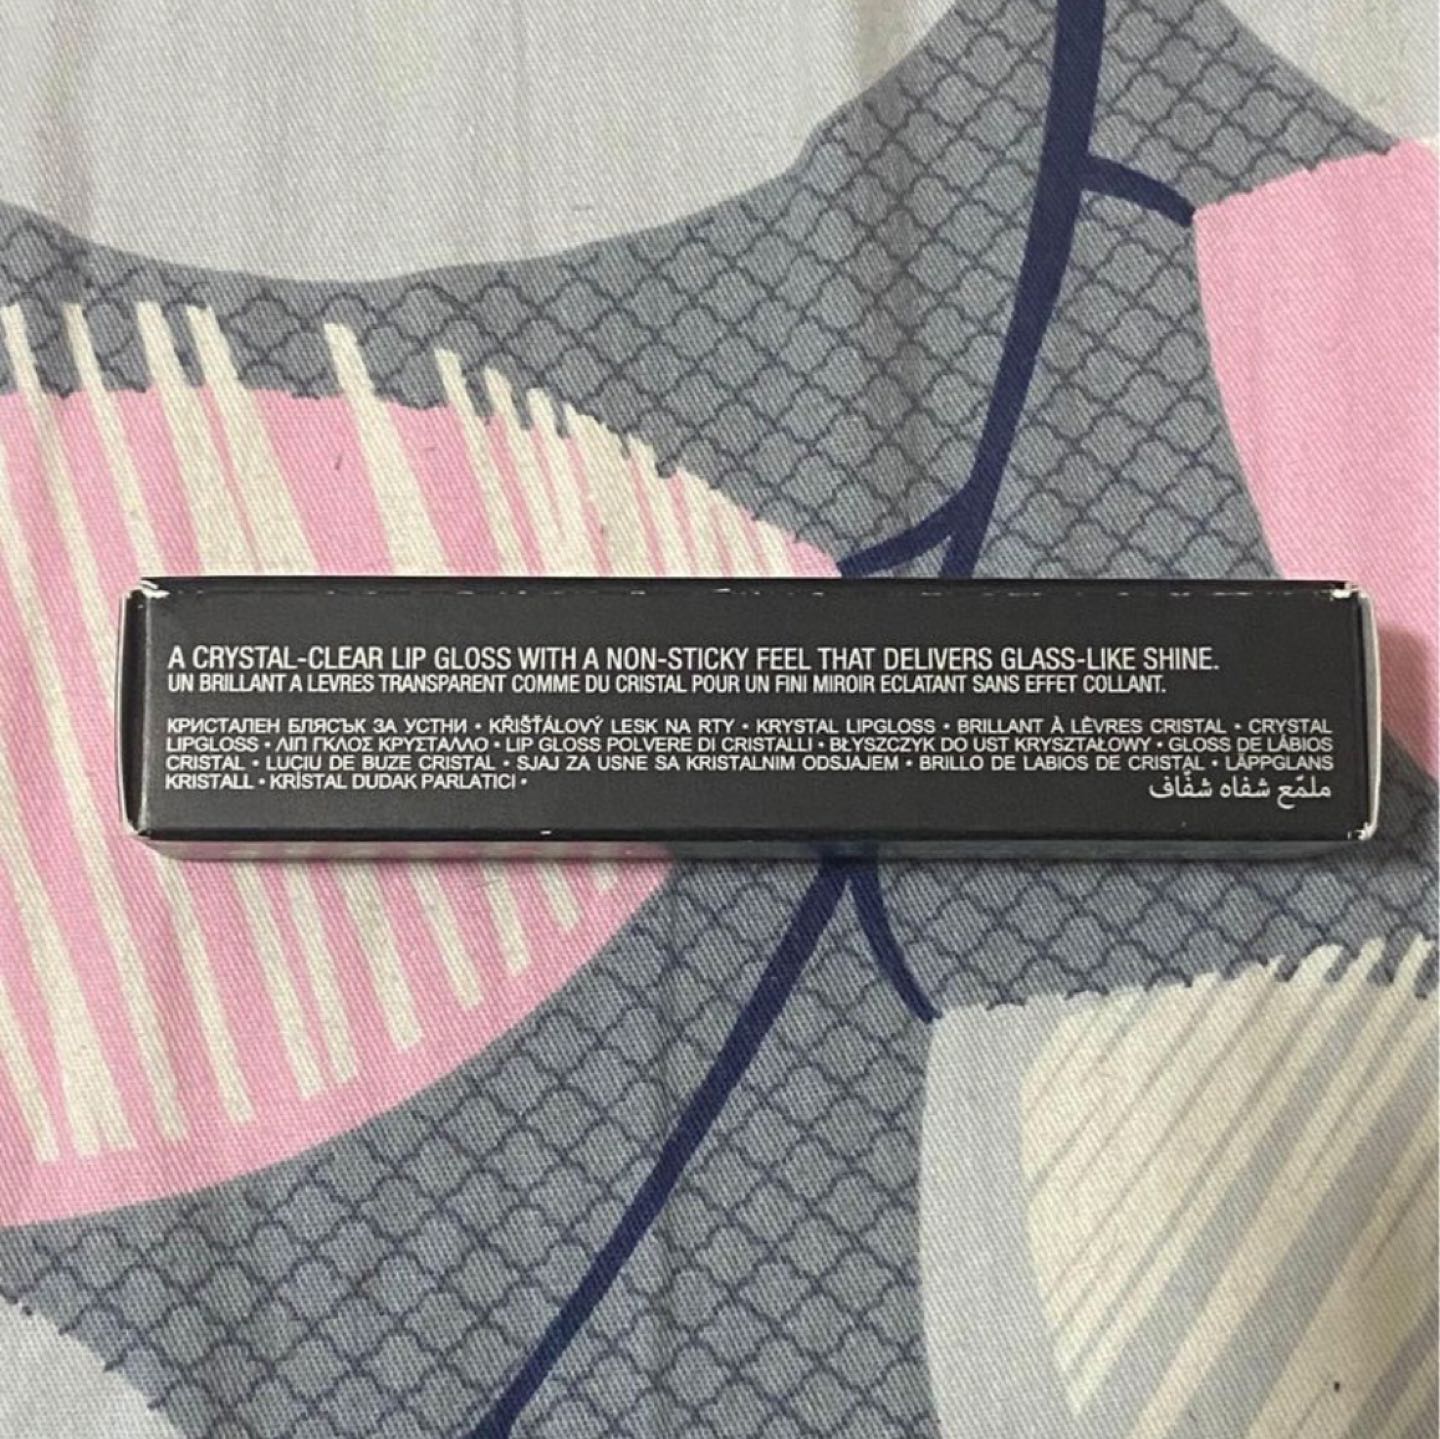 A CRYSTAL-CLEAR LIP GLOSS WITH A NON-STICKY FEEL THAT DELIVERS GLASS-LIKE SHINE.
UN BRILLANT A LEVRES TRANSPARENT COMME DU CRISTAL POUR UN FINI MIROIR ECLATANT SANS EFFET COLLANT.
КРИСТАЛЕН БЛЯСЪК ЗА УСТНИ • KŘIŠŤÁLOVÝ LESK NA RTY • KRYSTAL LIPGLOSS • BRILLANT À LÈVRES CRISTAL • CRYSTAL
LIPGLOSS • ΛΙΠ ΓΚΛΟΣ ΚΡΥΣΤΑΛΛΟ • LIP GLOSS POLVERE DI CRISTALLI • BŁYSZCZYK DO UST KRYSZTAŁOWY • GLOSS DE LÁBIOS
CRISTAL • LUCIU DE BUZE CRISTAL • SJAJ ZA USNE SA KRISTALNIM ODSJAJEM • BRILLO DE LABIOS DE CRISTAL • LÄPPGLANS
KRISTALL • KRİSTAL DUDAK PARLATICI •
ملمّع شفاه شفّاف